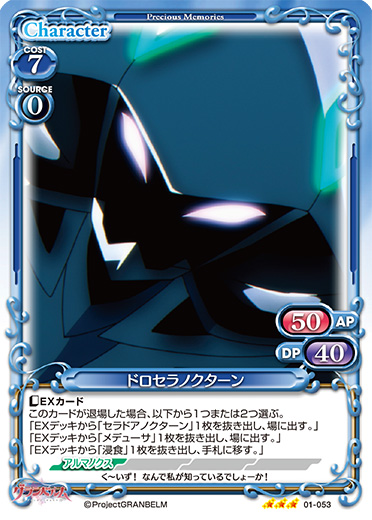 Precious Memories
Character
COST
7
SOURCE
0
50 AP
DP 40
ドロセラノクターン
EXカード
このカードが退場した場合、以下から1つまたは2つ選ぶ。
「EXデッキから「セラドアノクターン」1枚を抜き出し、場に出す。」
「EXデッキから「メデューサ」1枚を抜き出し、場に出す。」
「EXデッキから「浸食」1枚を抜き出し、手札に移す。」
アルマノクス
く～いず！ なんで私が知っているでしょーか！
グランベルム
©ProjectGRANBELM
01-053